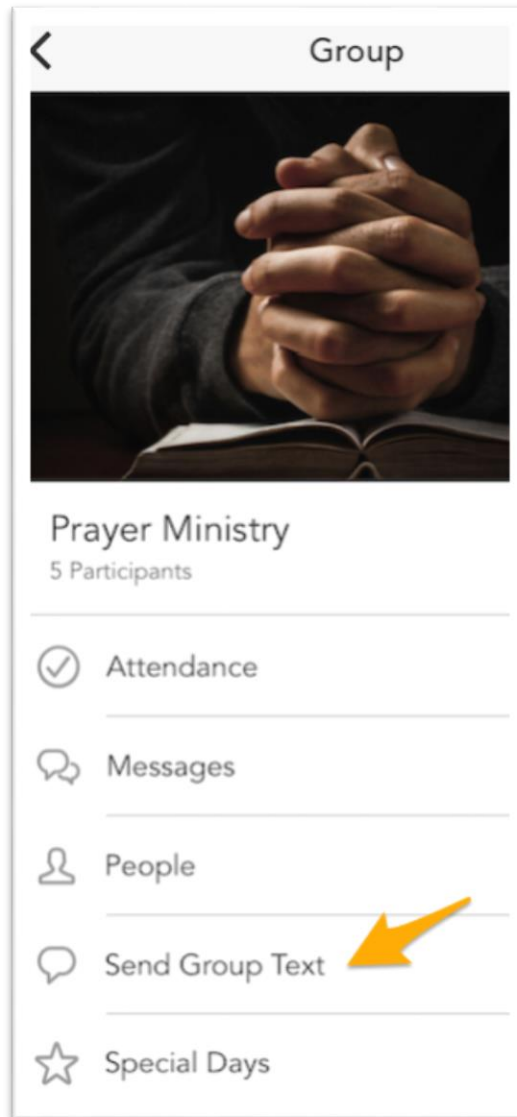 Group
Prayer Ministry
5 Participants
Attendance
Messages
People
Send Group Text
Special Days